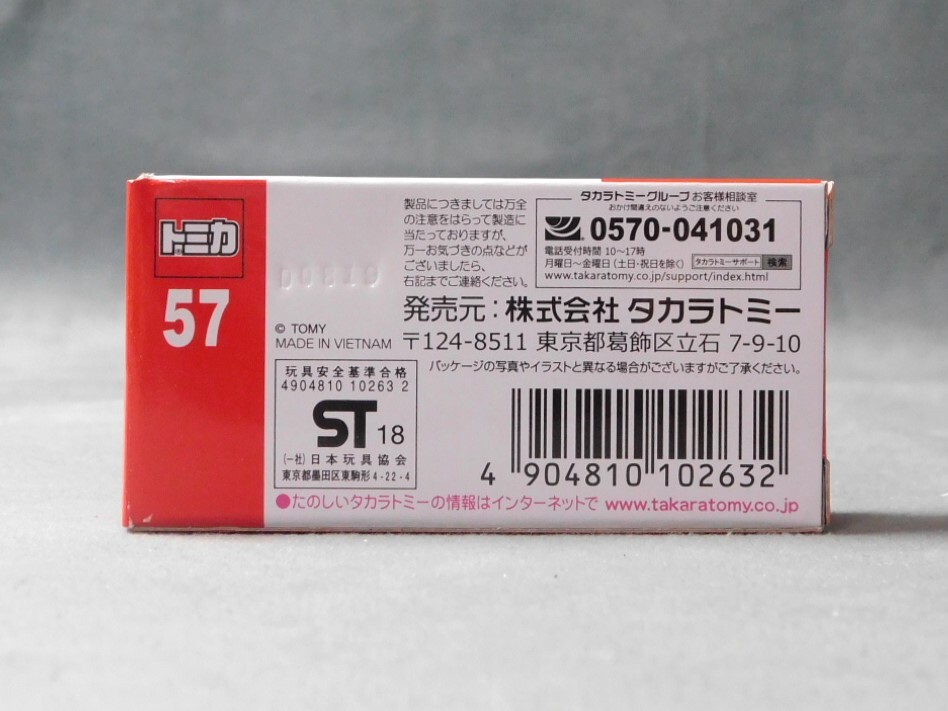 トミカ
57
© TOMY
MADE IN VIETNAM
製品につきましては万全
の注意をはらって製造に
当たっておりますが、
万一お気づきの点などが
ございましたら、
右記までご連絡ください。
タカラトミーグループ お客様相談室
おかけ間違えのないようご注意ください
0570-041031
電話受付時間 10〜17時
月曜日〜金曜日 (土日・祝日を除く) タカラトミーサポート 検索
www.takaratomy.co.jp/support/index.html
発売元：株式会社 タカラトミー
〒124-8511 東京都葛飾区立石 7-9-10
パッケージの写真やイラストと異なる場合がございますがご了承ください。
玩具安全基準合格
4904810 10263 2
ST 18
(一社)日本玩具協会
東京都墨田区東駒形4-22-4
4 904810 102632
●たのしいタカラトミーの情報はインターネットで www.takaratomy.co.jp